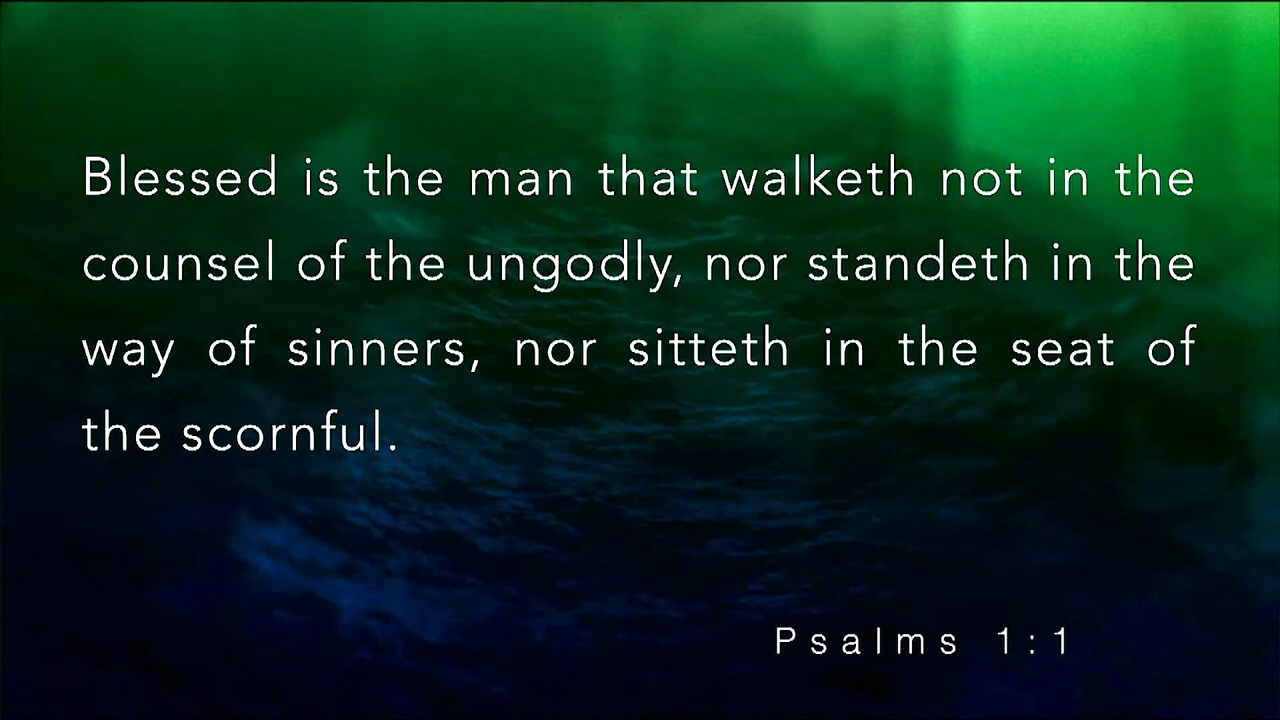 Blessed is the man that walketh not in the
counsel of the ungodly, nor standeth in the
way of sinners, nor sitteth in the seat of
the scornful.
Psalms 1:1